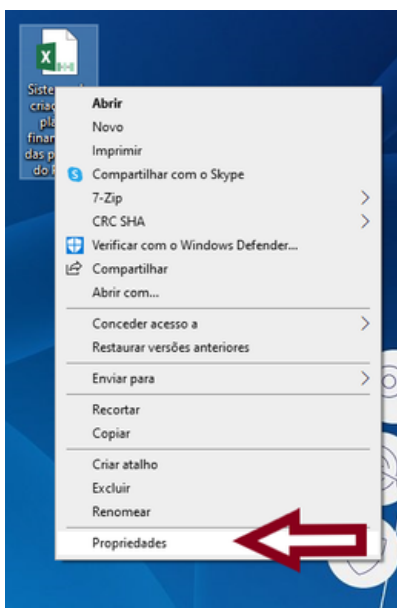 Abrir
Novo
Imprimir
Compartilhar com o Skype
7-Zip
CRC SHA
Verificar com o Windows Defender...
Compartilhar
Abrir com...
Conceder acesso a
Restaurar versões anteriores
Enviar para
Recortar
Copiar
Criar atalho
Excluir
Renomear
Propriedades